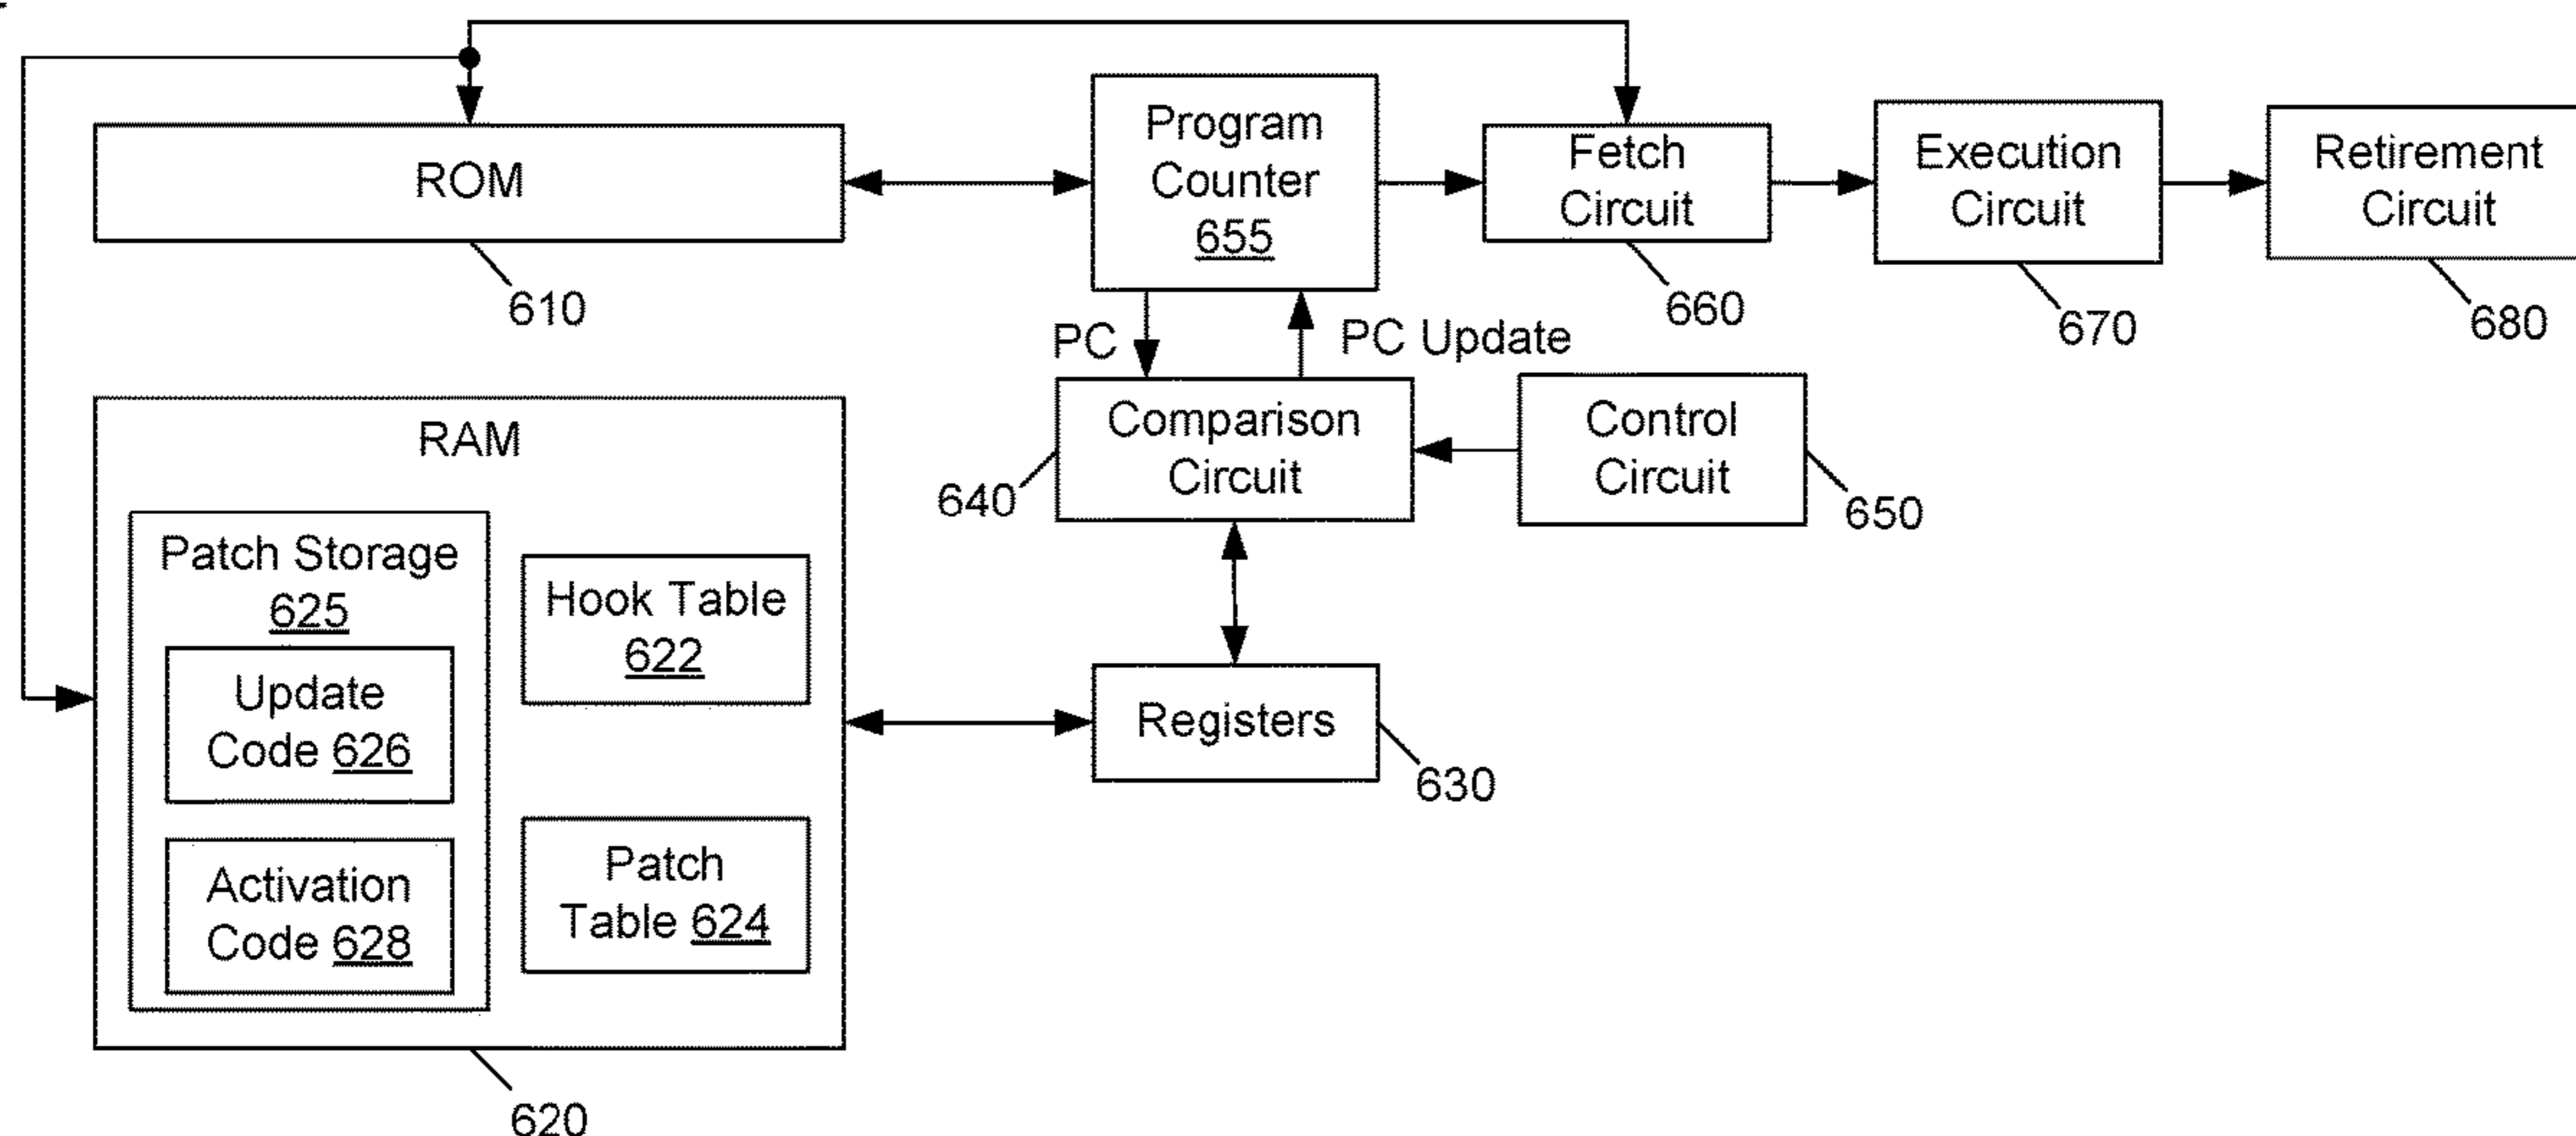 ROM
610
Program
Counter
655
Fetch
Circuit
660
Execution
Circuit
670
Retirement
Circuit
680
PC
PC Update
Comparison
Circuit
640
Control
Circuit
650
Registers
630
RAM
Patch Storage
625
Update
Code 626
Activation
Code 628
Hook Table
622
Patch
Table 624
620